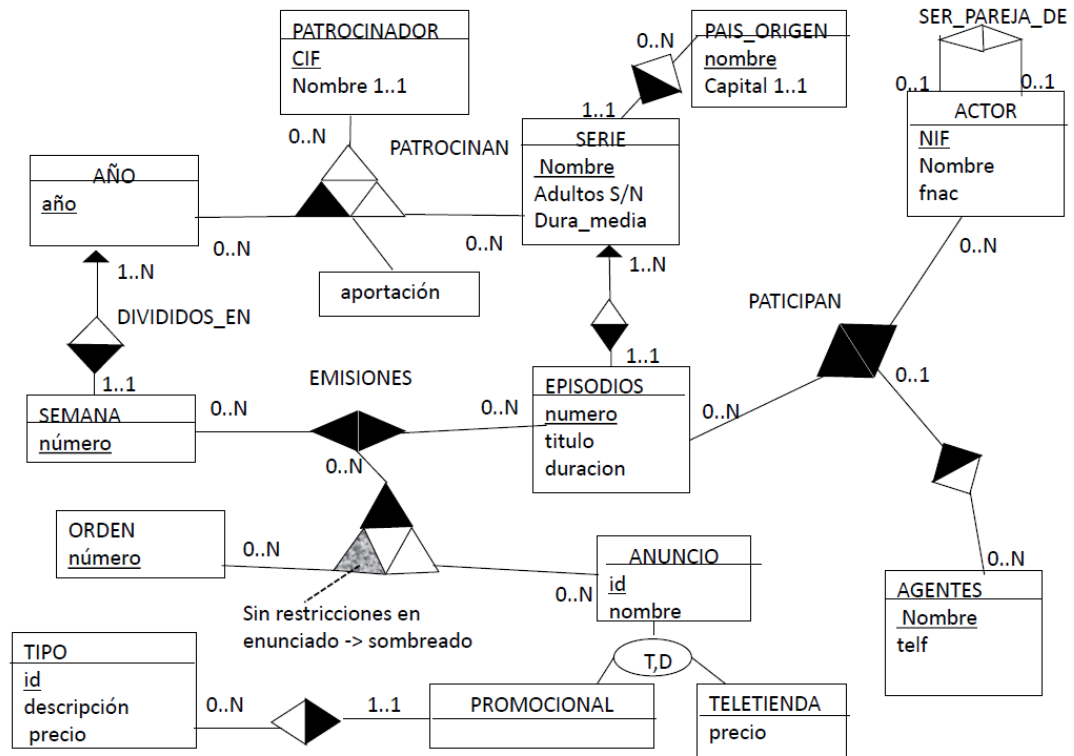 SER_PAREJA_DE
PATROCINADOR
CIF
Nombre 1..1
0..N
PAIS_ORIGEN
nombre
Capital 1..1
0..1
0..1
ACTOR
NIF
Nombre
fnac
1..1
0..N
PATROCINAN
SERIE
Nombre
Adultos S/N
Dura_media
AÑO
año
0..N
0..N
0..N
1..N
1..N
aportación
PATICIPAN
DIVIDIDOS_EN
1..1
1..1
0..1
EMISIONES
SEMANA
número
0..N
0..N
EPISODIOS
numero
titulo
duracion
0..N
0..N
ORDEN
número
0..N
ANUNCIO
id
nombre
0..N
0..N
AGENTES
Nombre
telf
Sin restricciones en
enunciado -> sombreado
TIPO
id
descripción
precio
T,D
0..N
1..1
PROMOCIONAL
TELETIENDA
precio